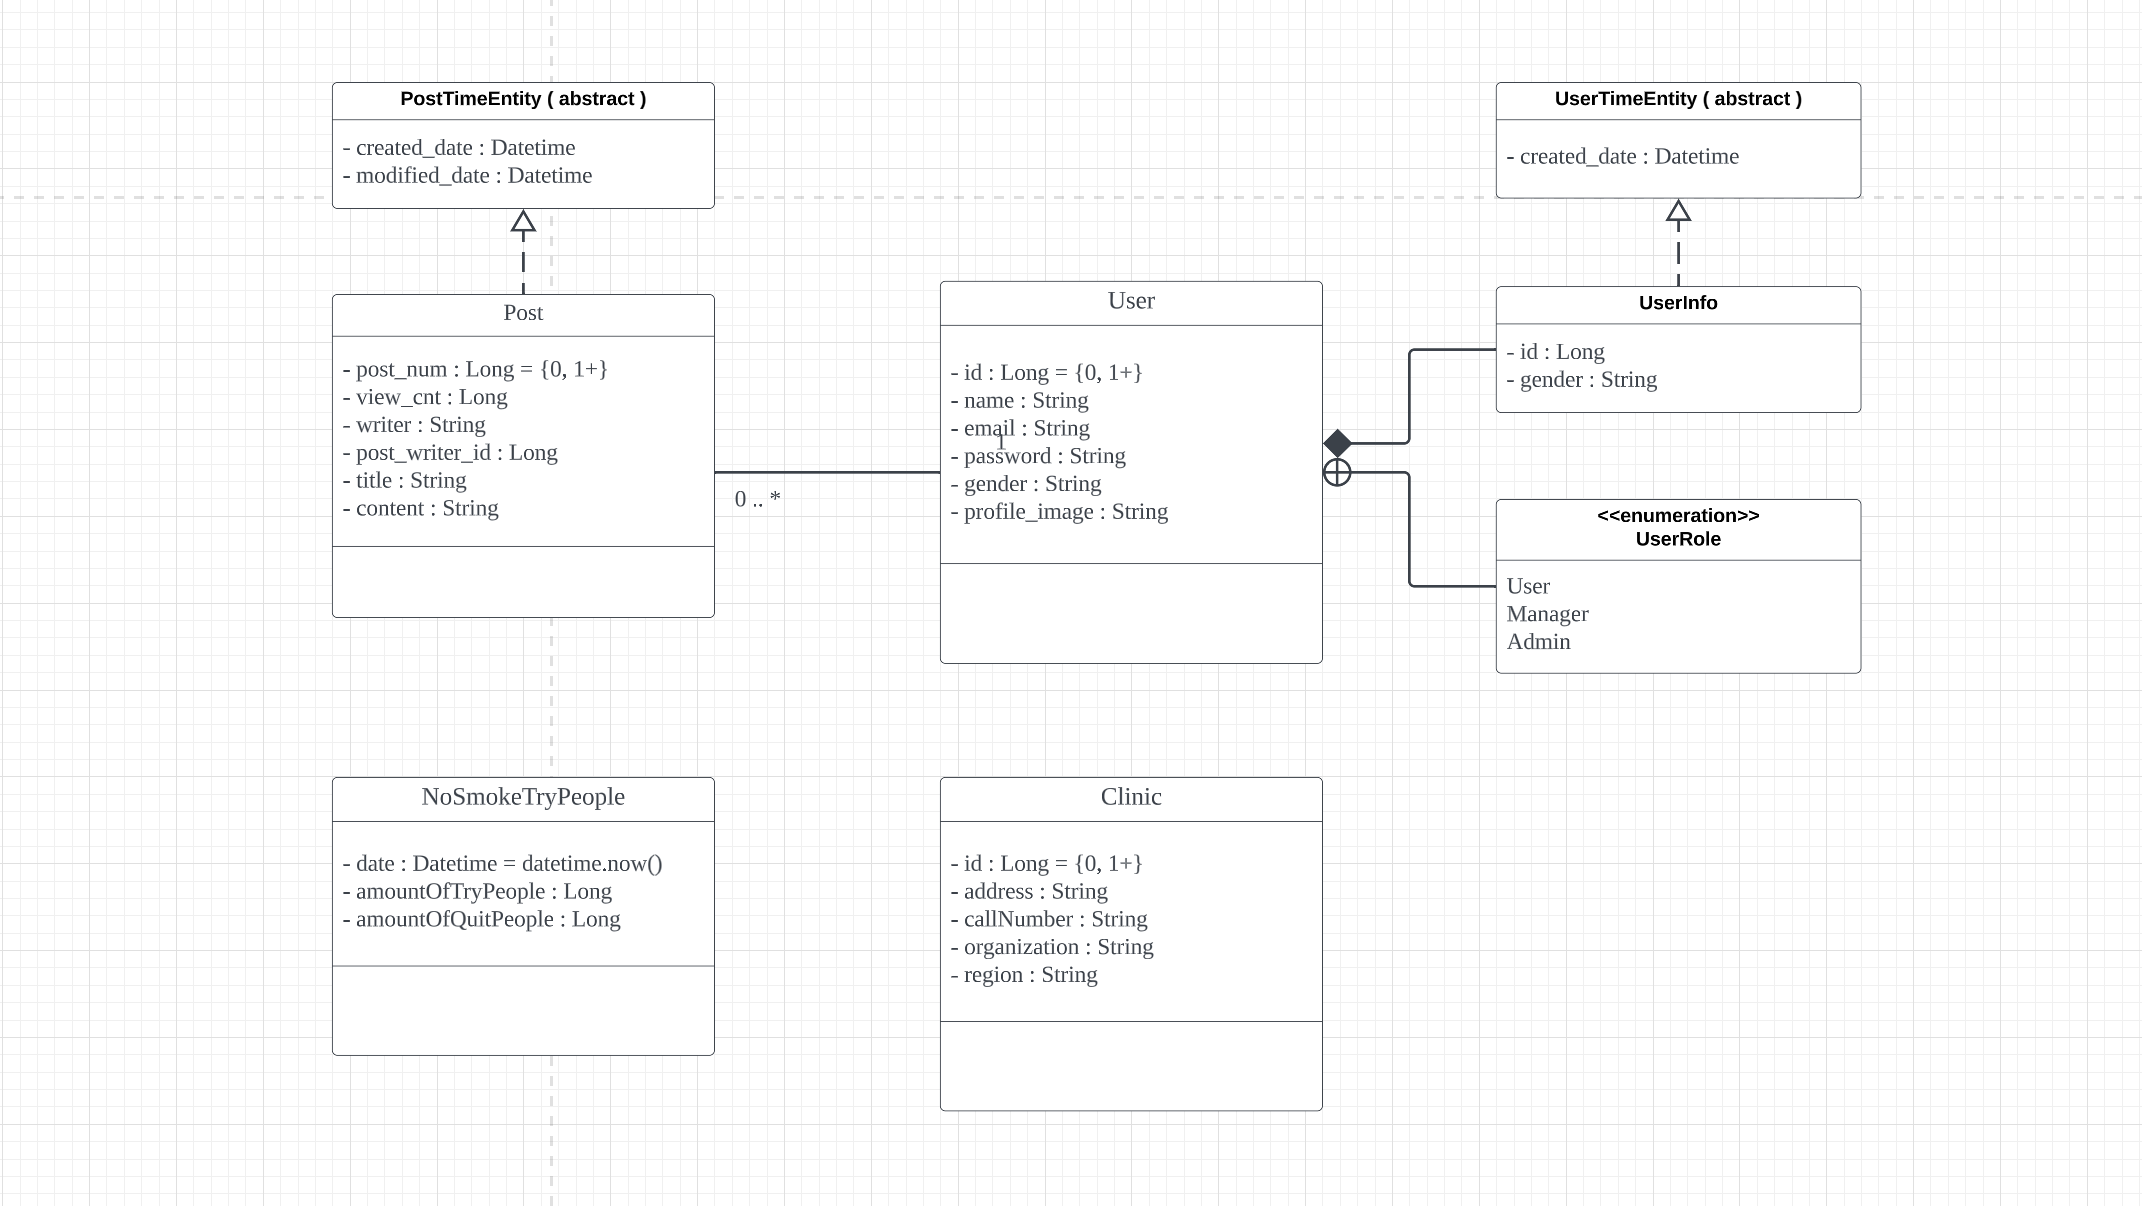 PostTimeEntity ( abstract )
- created_date : Datetime
- modified_date : Datetime
UserTimeEntity ( abstract )
- created_date : Datetime
Post
- post_num : Long = {0, 1+}
- view_cnt : Long
- writer : String
- post_writer_id : Long
- title : String
- content : String
0 .. *
User
- id : Long = {0, 1+}
- name : String
- email : String
1
- password : String
- gender : String
- profile_image : String
UserInfo
- id : Long
- gender : String
<<enumeration>>
UserRole
User
Manager
Admin
NoSmokeTryPeople
- date : Datetime = datetime.now()
- amountOfTryPeople : Long
- amountOfQuitPeople : Long
Clinic
- id : Long = {0, 1+}
- address : String
- callNumber : String
- organization : String
- region : String